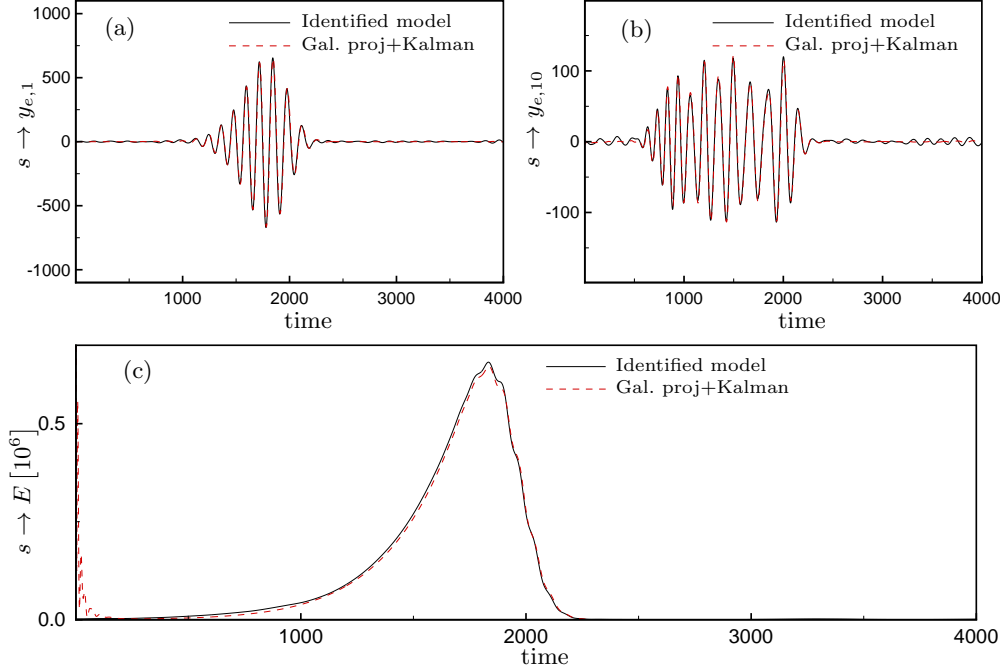 (a)
Identified model
Gal. proj+Kalman
s → y_{e,1}
1000
500
0
-500
-1000
1000 2000 3000 4000
time
(b)
Identified model
Gal. proj+Kalman
s → y_{e,10}
100
0
-100
1000 2000 3000 4000
time
(c)
Identified model
Gal. proj+Kalman
s → E [10^6]
0.5
0.0
1000 2000 3000 4000
time